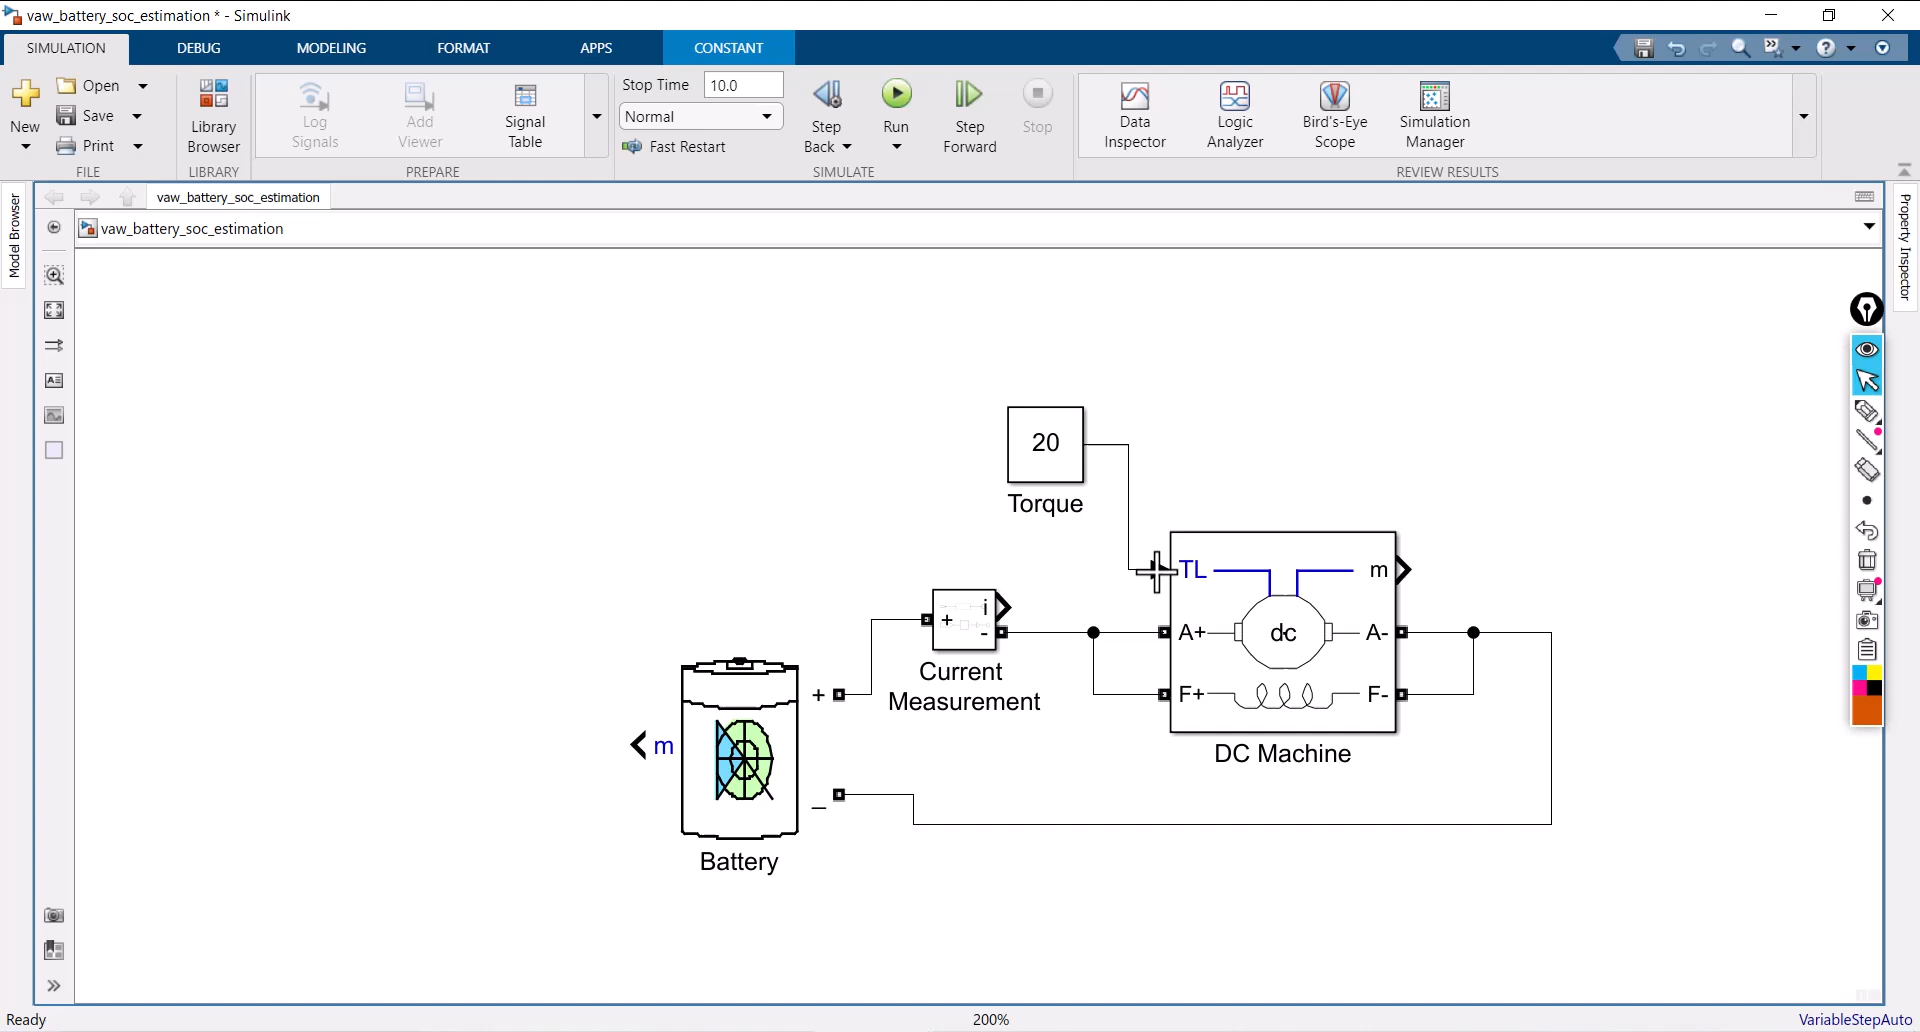 vaw_battery_soc_estimation * - Simulink
SIMULATION DEBUG MODELING FORMAT APPS CONSTANT
New
Open
Save
Print
FILE
Library
Browser
LIBRARY
Log
Signals
Add
Viewer
Signal
Table
PREPARE
Stop Time 10.0
Normal
Fast Restart
Step
Back
Run
Step
Forward
Stop
SIMULATE
Data
Inspector
Logic
Analyzer
Bird's-Eye
Scope
Simulation
Manager
REVIEW RESULTS
Model Browser
vaw_battery_soc_estimation
vaw_battery_soc_estimation
Property Inspector
20
Torque
TL m
i
+
-
A+ dc A-
F+ F-
Current
Measurement
DC Machine
+
m
_
Battery
Ready 200% VariableStepAuto